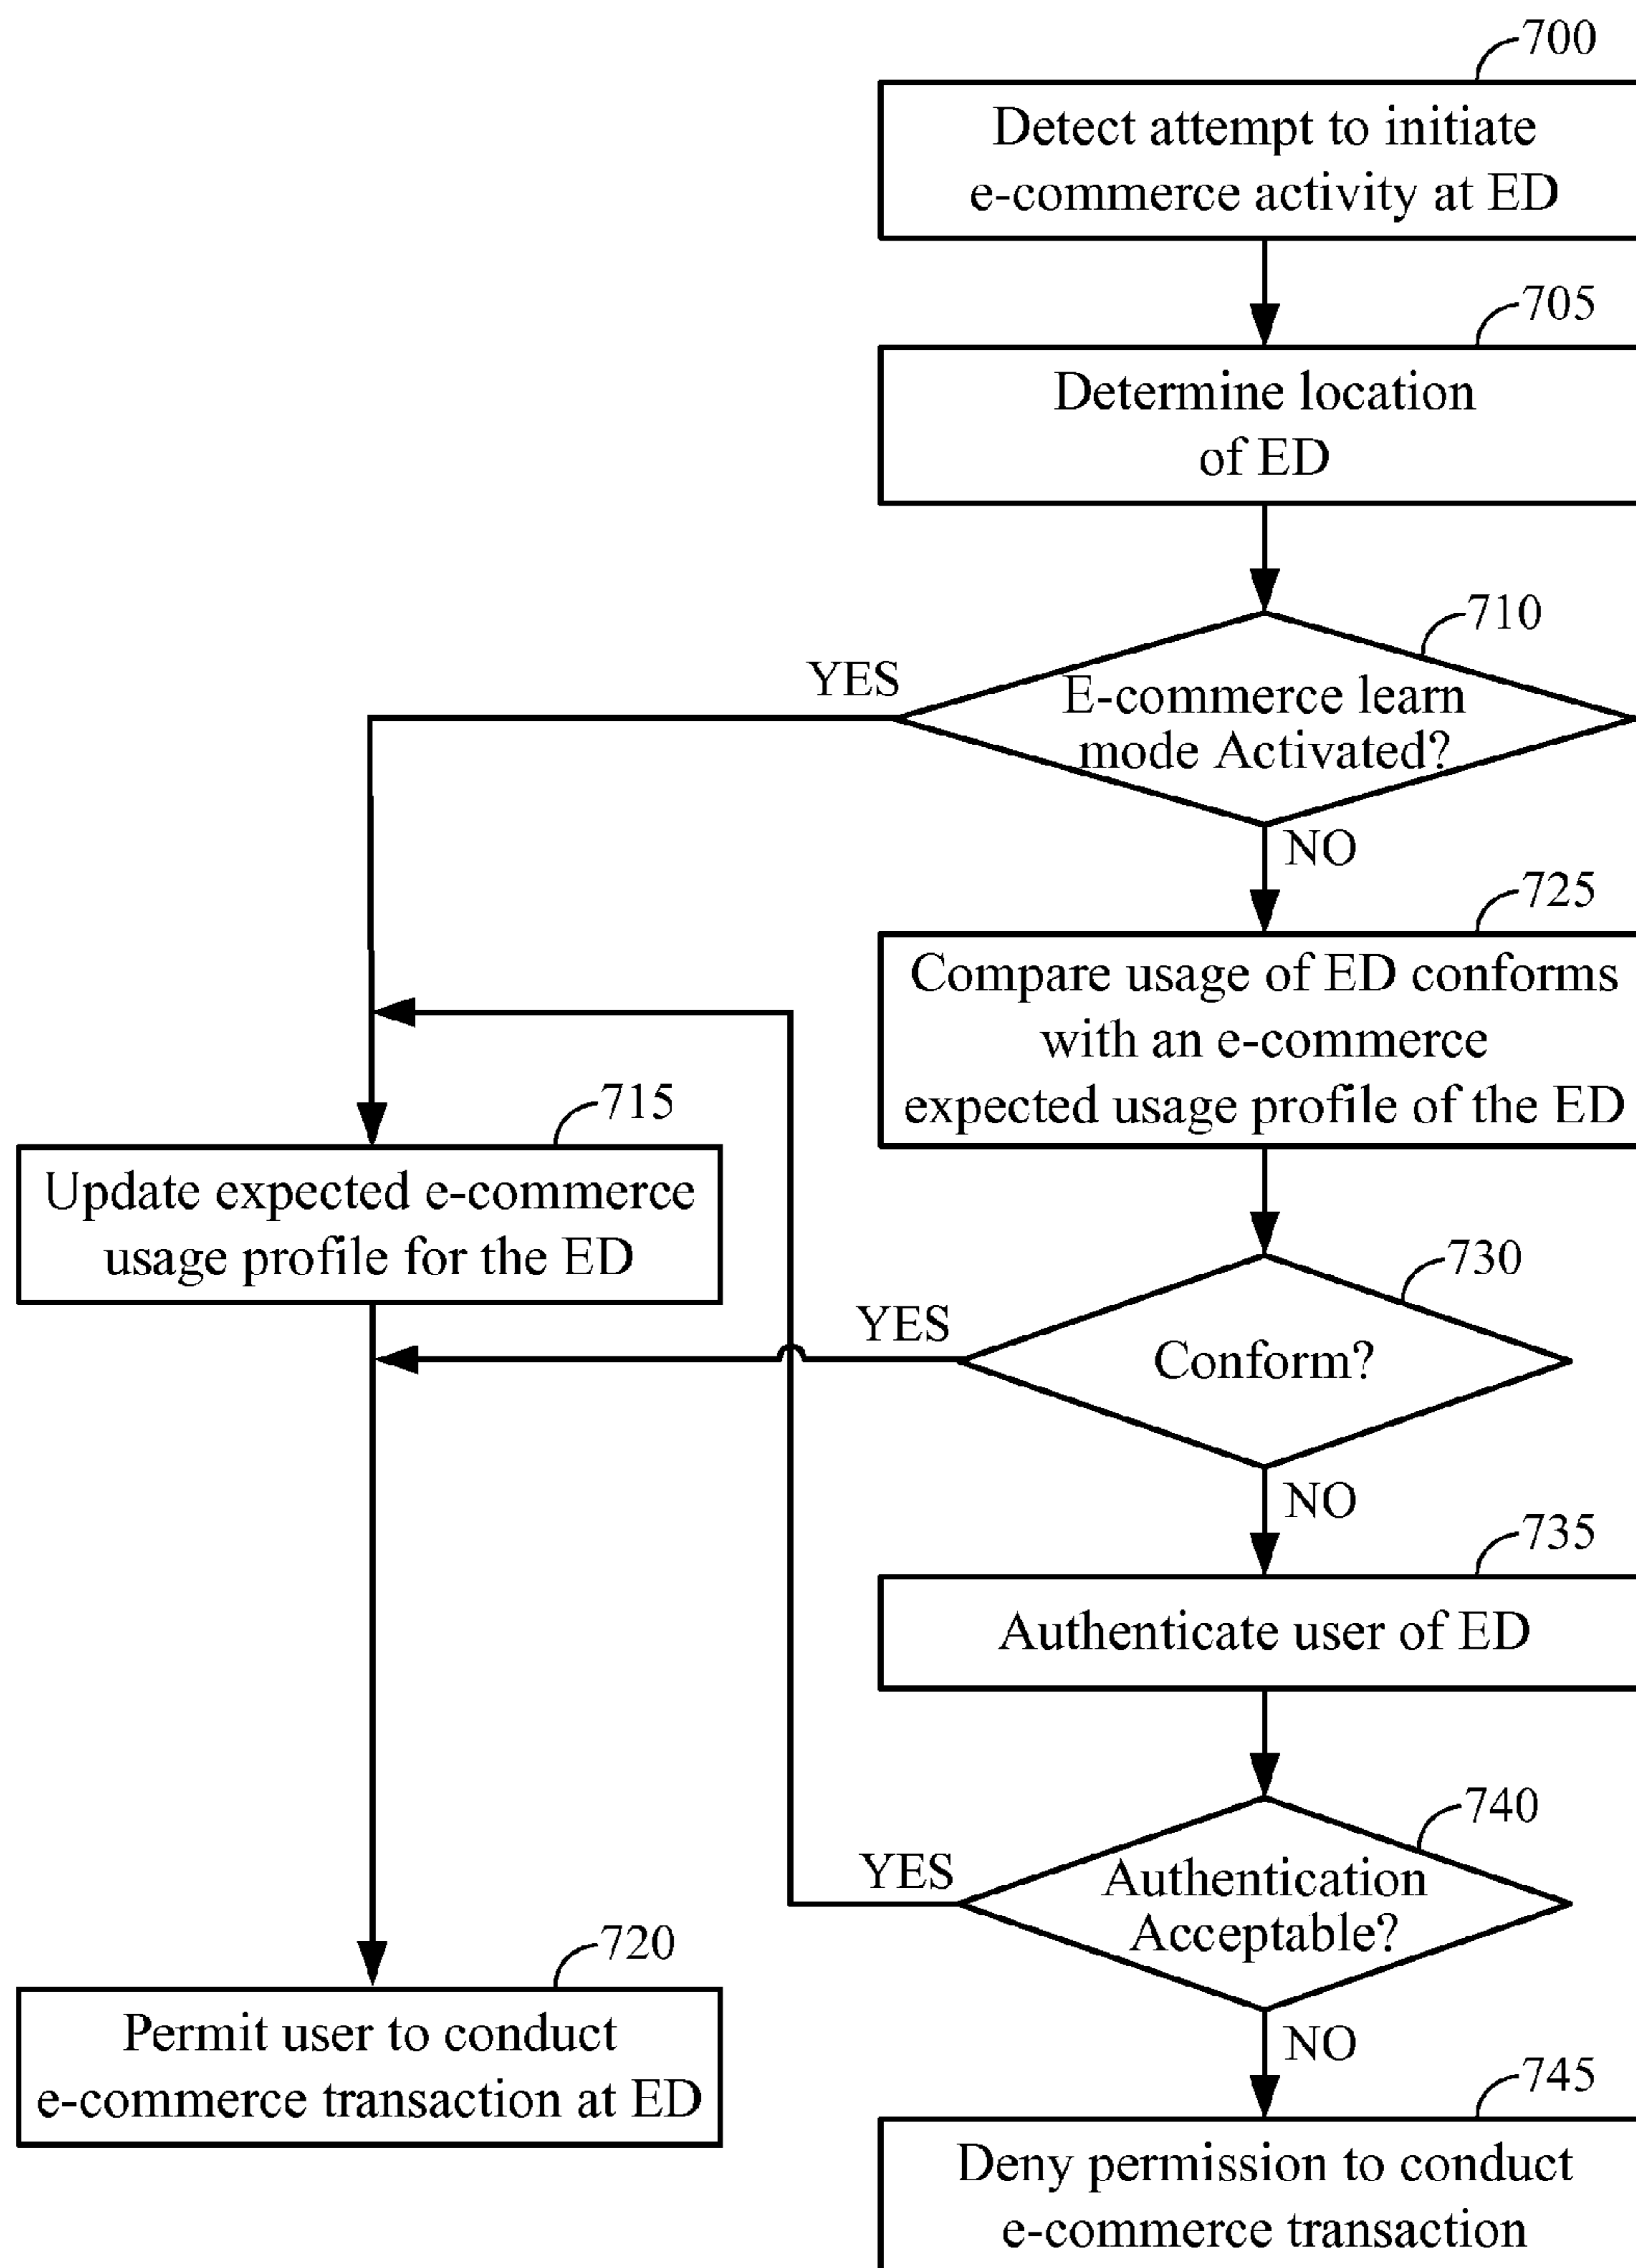 700
Detect attempt to initiate
e-commerce activity at ED
705
Determine location
of ED
710
YES
E-commerce learn
mode Activated?
NO
725
Compare usage of ED conforms
with an e-commerce
expected usage profile of the ED
715
Update expected e-commerce
usage profile for the ED
730
YES
Conform?
NO
735
Authenticate user of ED
740
YES
Authentication
Acceptable?
NO
720
Permit user to conduct
e-commerce transaction at ED
745
Deny permission to conduct
e-commerce transaction